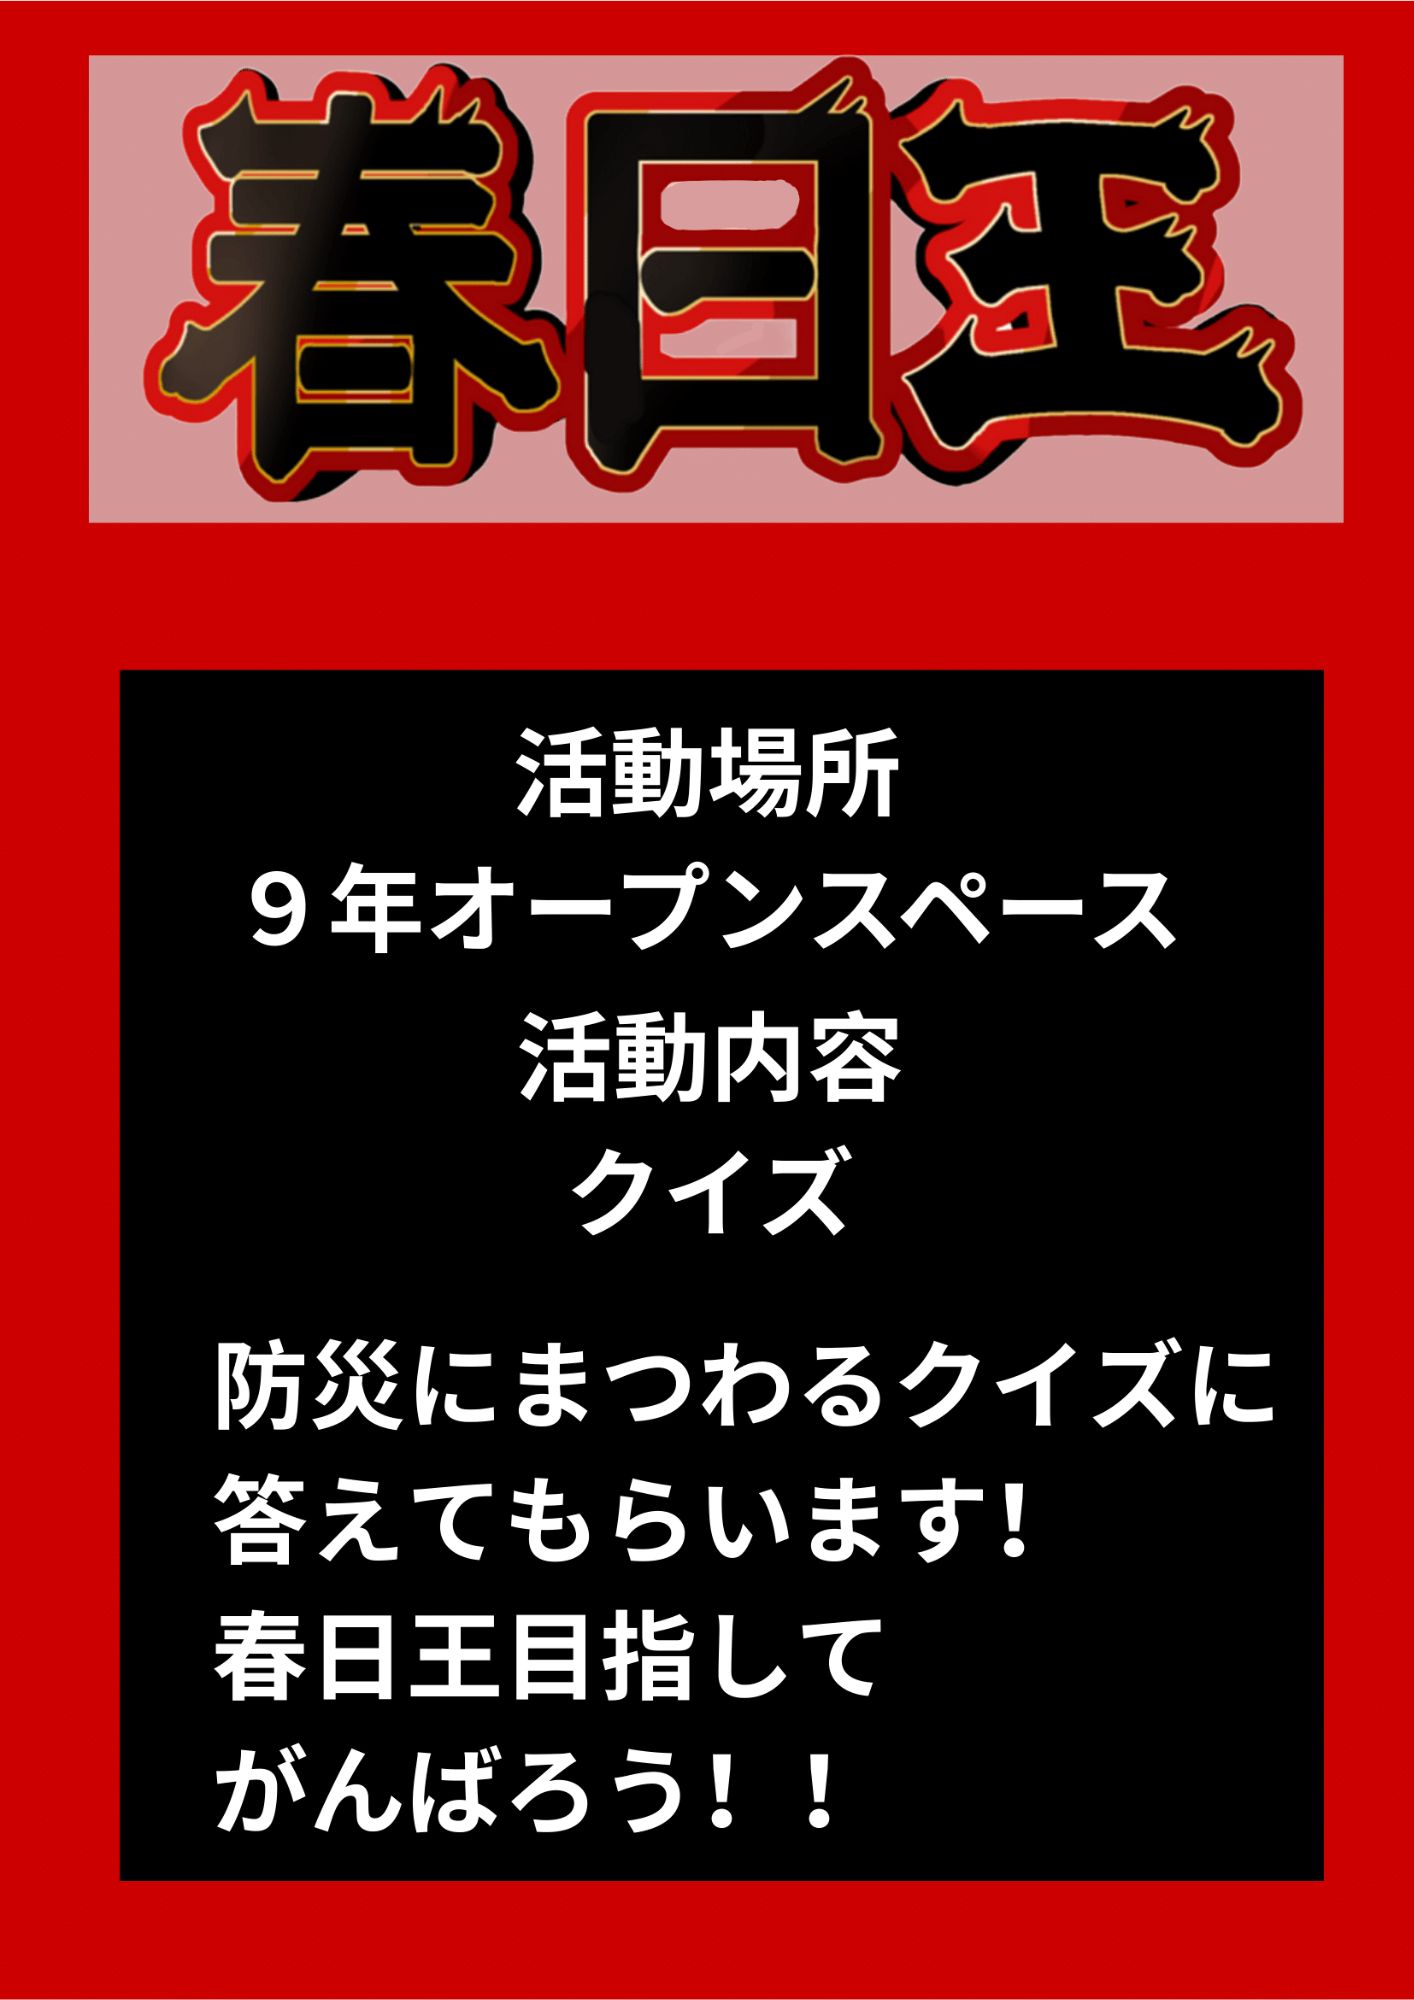 春日王
活動場所
９年オープンスペース
活動内容
クイズ
防災にまつわるクイズに
答えてもらいます！
春日王目指して
がんばろう！！